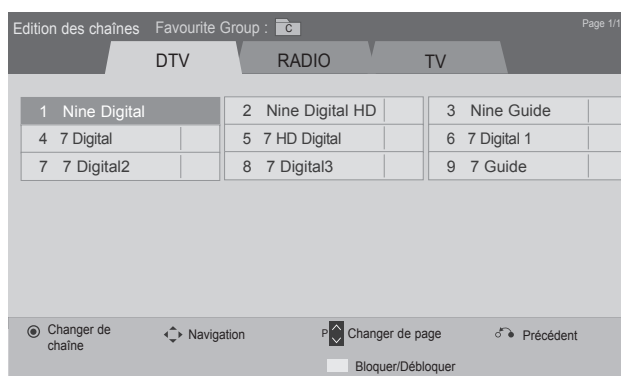 Edition des chaînes Favourite Group : C Page 1/1
DTV RADIO TV
1 Nine Digital 2 Nine Digital HD 3 Nine Guide
4 7 Digital 5 7 HD Digital 6 7 Digital 1
7 7 Digital2 8 7 Digital3 9 7 Guide
Changer de chaîne Navigation P Changer de page Précédent
Bloquer/Débloquer